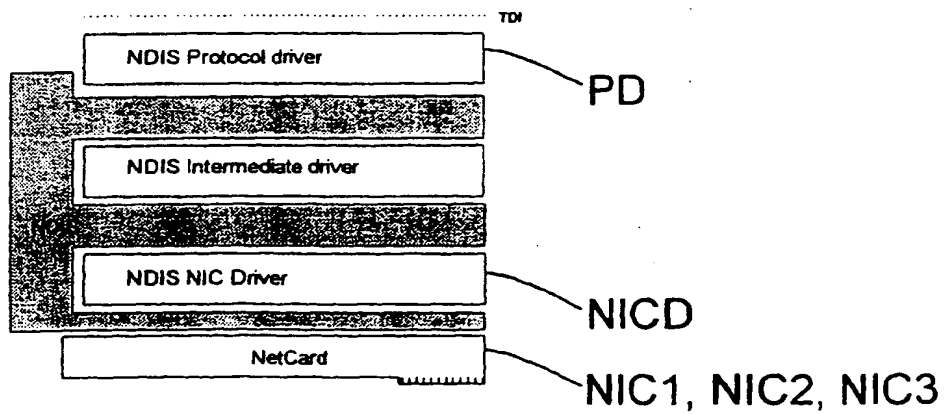 TDI
NDIS Protocol driver
PD
NDIS Intermediate driver
NDIS NIC Driver
NICD
NetCard
NIC1, NIC2, NIC3